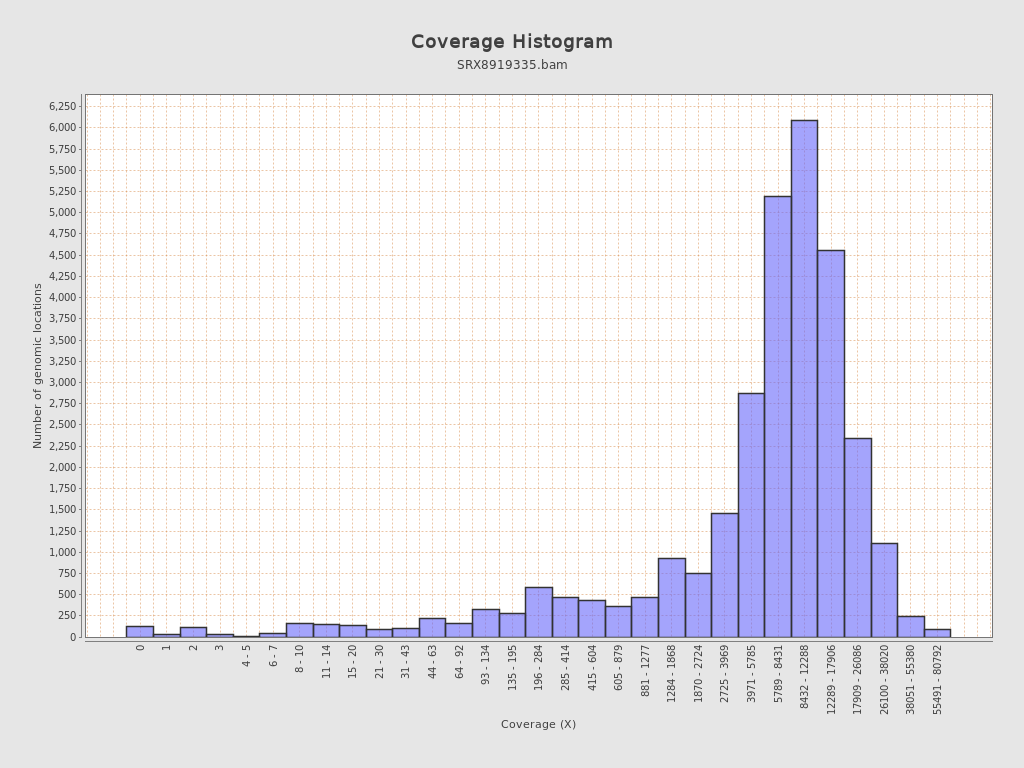 Coverage Histogram
SRX8919335.bam
Number of genomic locations
6,250
6,000
5,750
5,500
5,250
5,000
4,750
4,500
4,250
4,000
3,750
3,500
3,250
3,000
2,750
2,500
2,250
2,000
1,750
1,500
1,250
1,000
750
500
250
0
0
1
2
3
4 - 5
6 - 7
8 - 10
11 - 14
15 - 20
21 - 30
31 - 43
44 - 63
64 - 92
93 - 134
135 - 195
196 - 284
285 - 414
415 - 604
605 - 879
881 - 1277
1284 - 1868
1870 - 2724
2725 - 3969
3971 - 5785
5789 - 8431
8432 - 12288
12289 - 17906
17909 - 26086
26100 - 38020
38051 - 55380
55491 - 80792
Coverage (X)